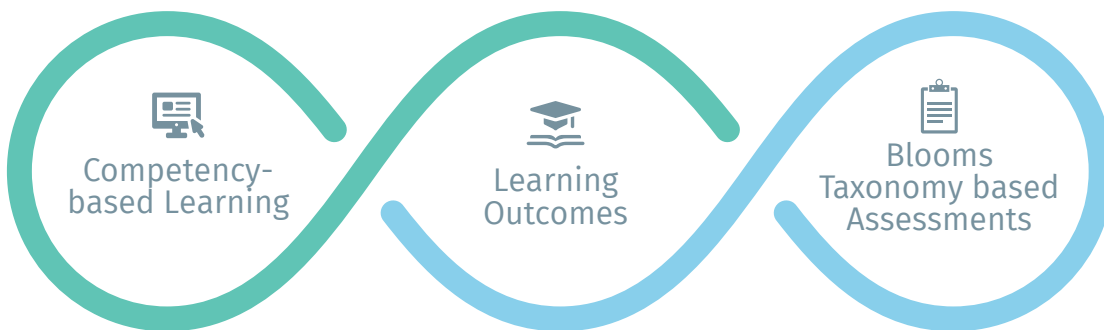 Competency-
based Learning
Learning
Outcomes
Blooms
Taxonomy based
Assessments